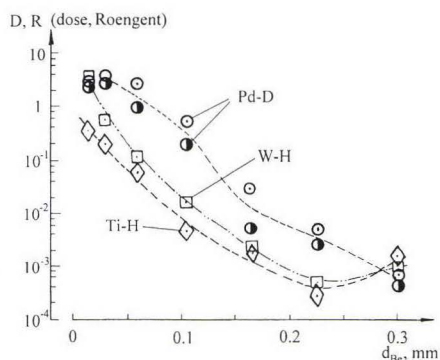 D, R (dose, Roengent)
10
1
10⁻¹
10⁻²
10⁻³
10⁻⁴
Pd-D
W-H
Ti-H
0 0.1 0.2 0.3
d_Be, mm